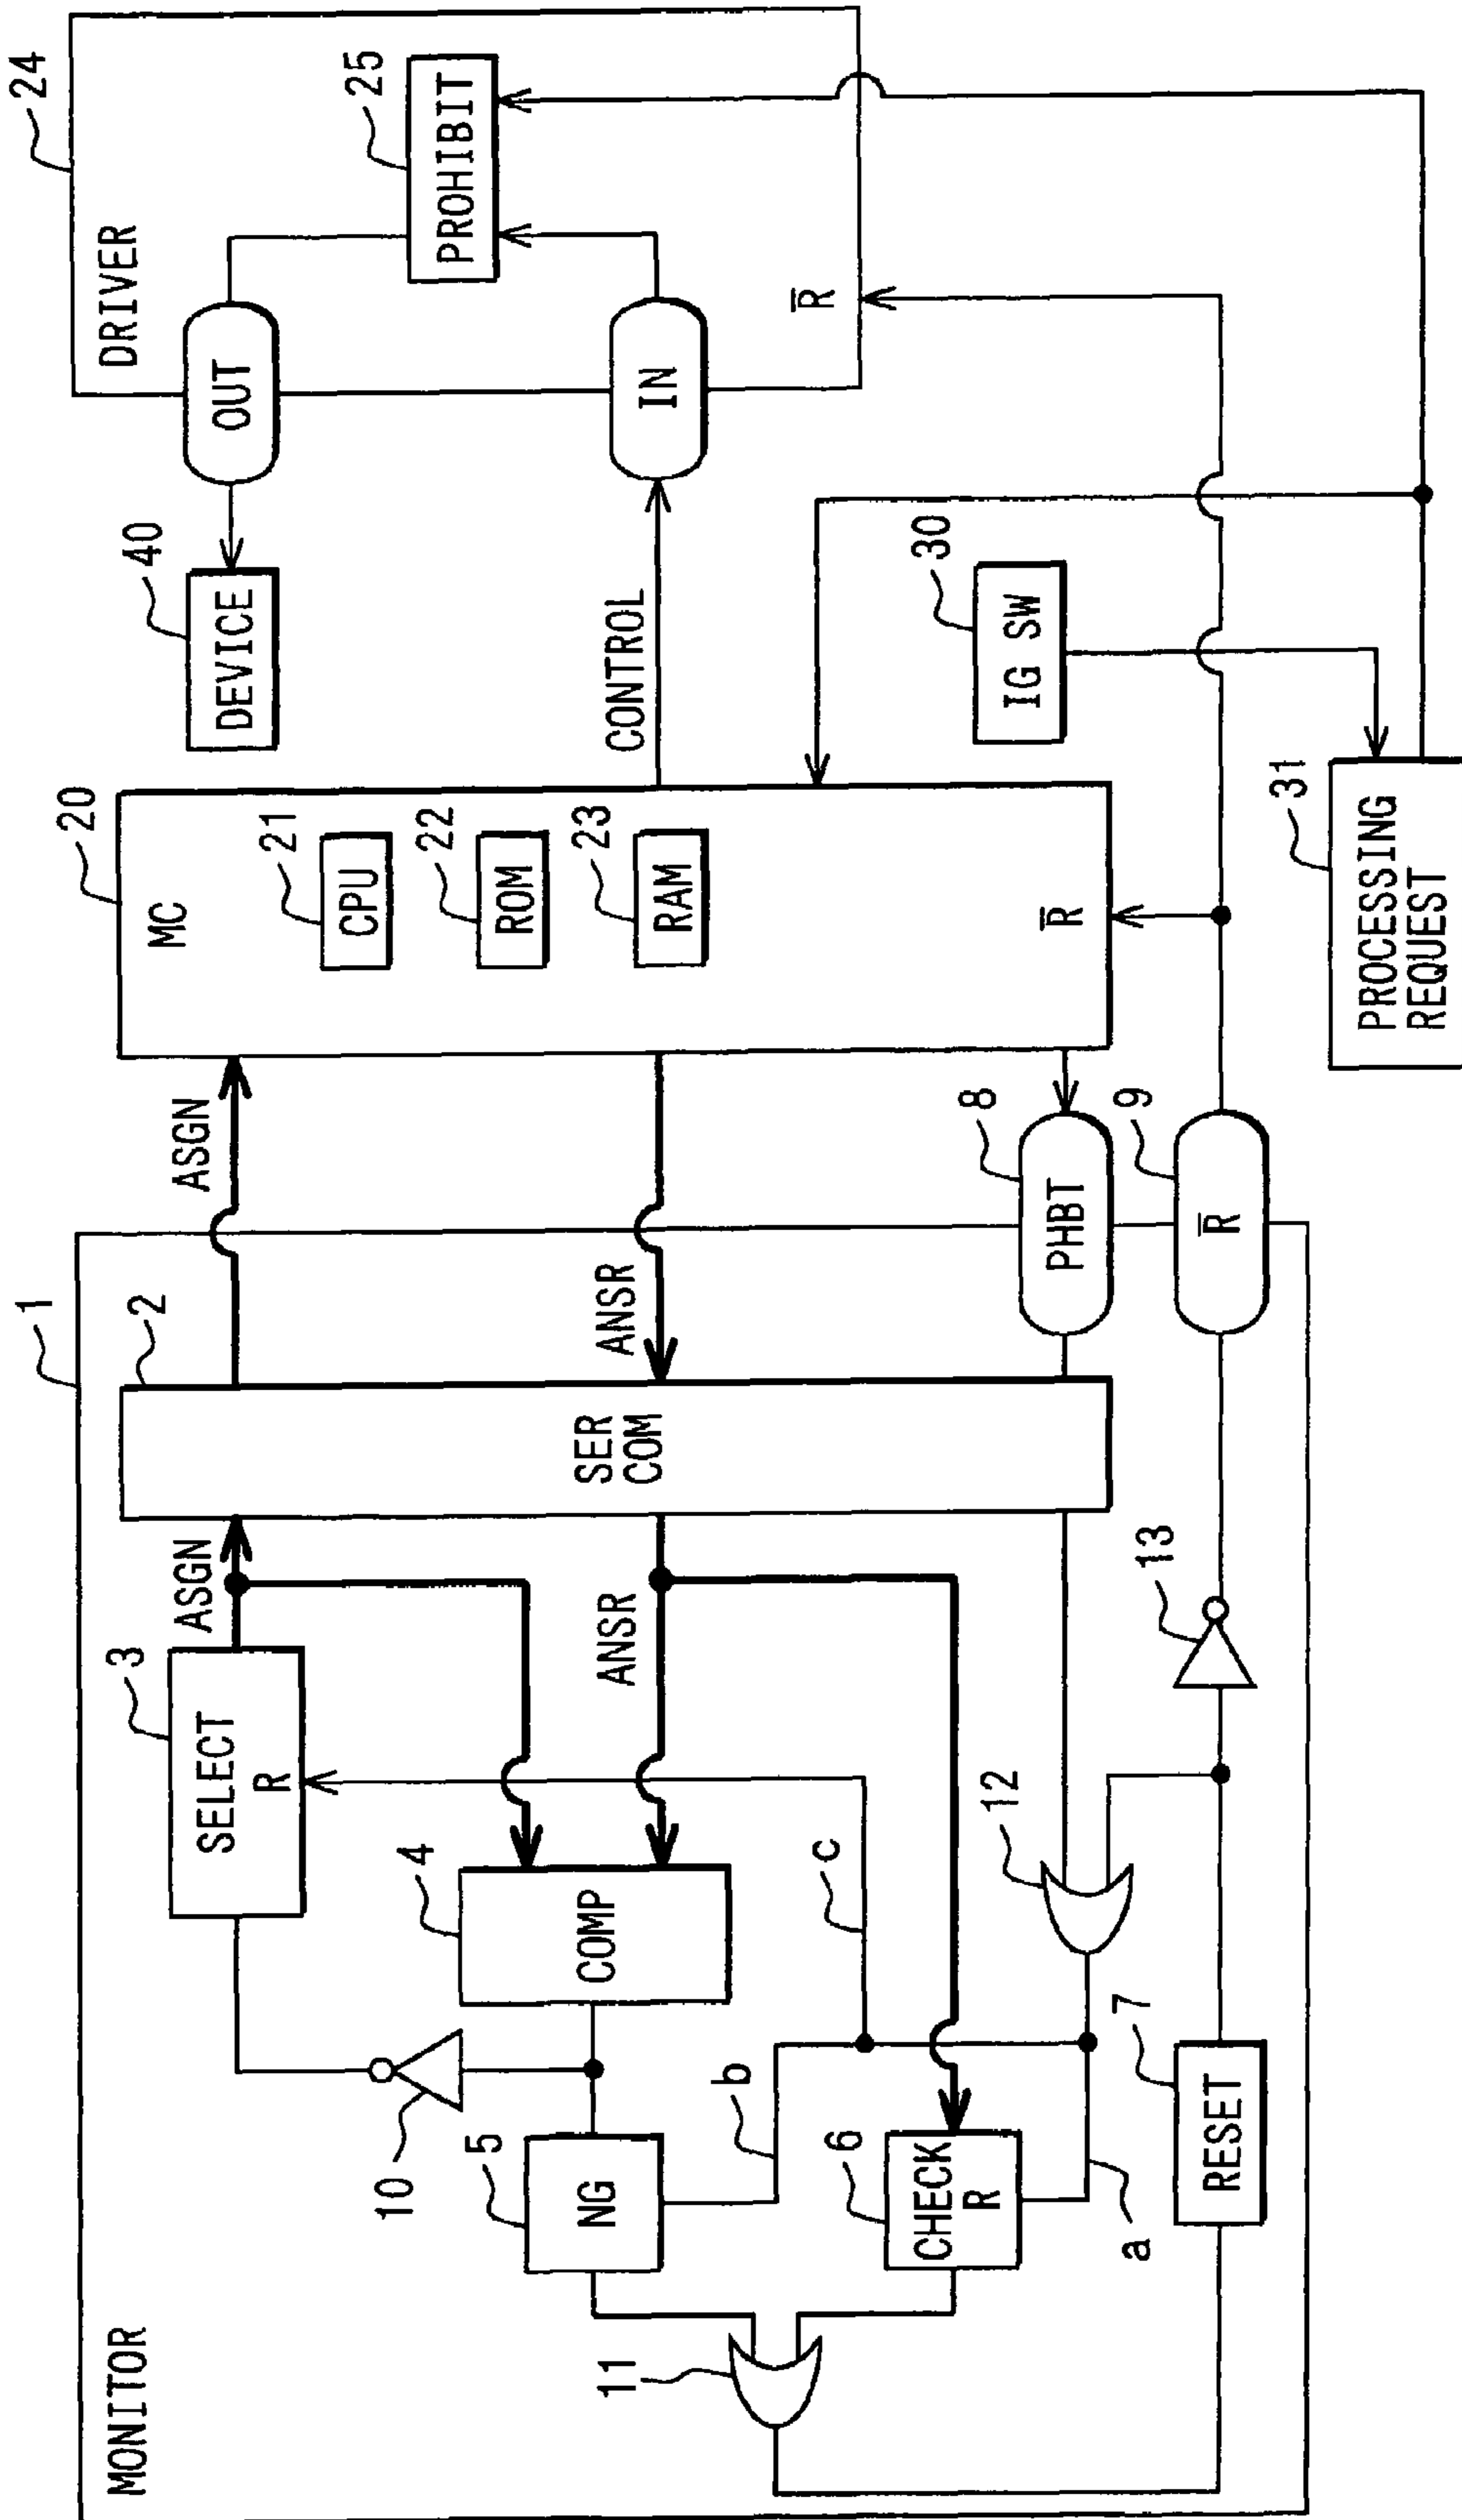 MONITOR
1
2
SER
COM
ASGN
ANSR
3
SELECT
R
ASGN
ANSR
4
COMP
10
5
NG
b
c
6
CHECK
R
a
11
12
7
RESET
13
8
PHBT
9
R̅
20
MC
21
CPU
22
ROM
23
RAM
R̅
CONTROL
40
DEVICE
24
DRIVER
OUT
25
PROHIBIT
IN
R̅
30
IG SW
31
PROCESSING
REQUEST